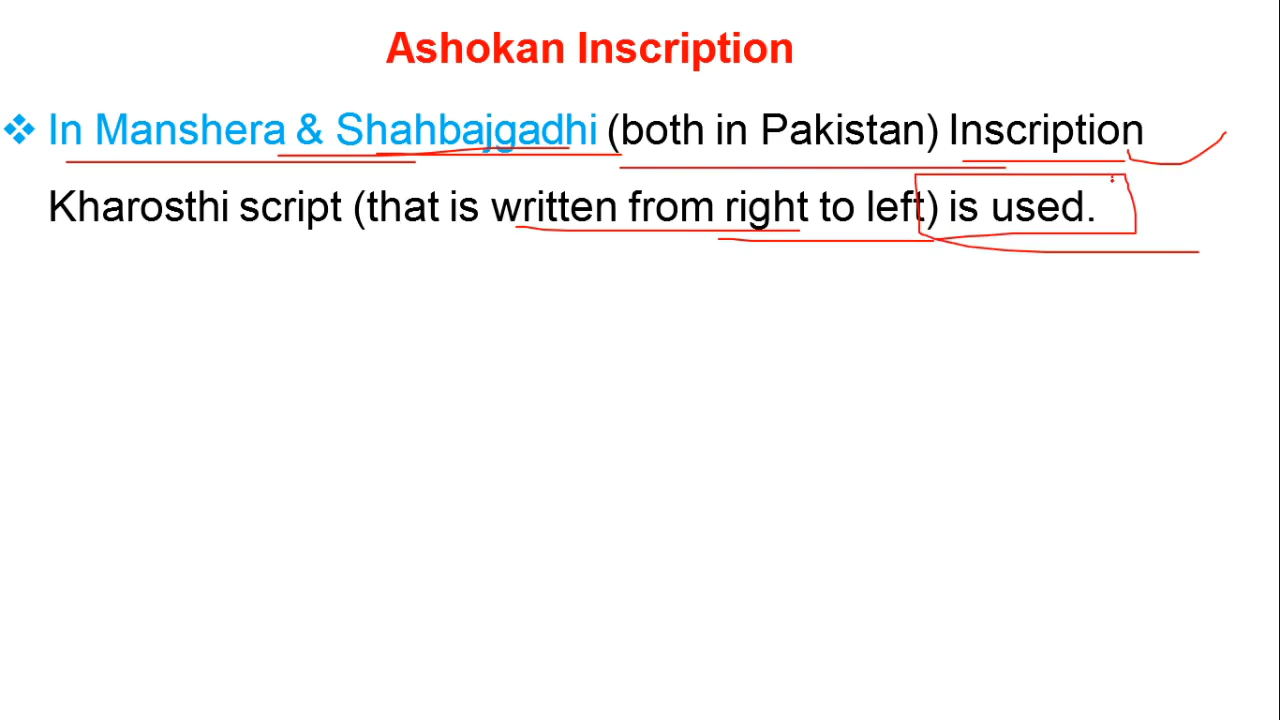 Ashokan Inscription
❖ In Manshera & Shahbajgadhi (both in Pakistan) Inscription
Kharosthi script (that is written from right to left) is used.